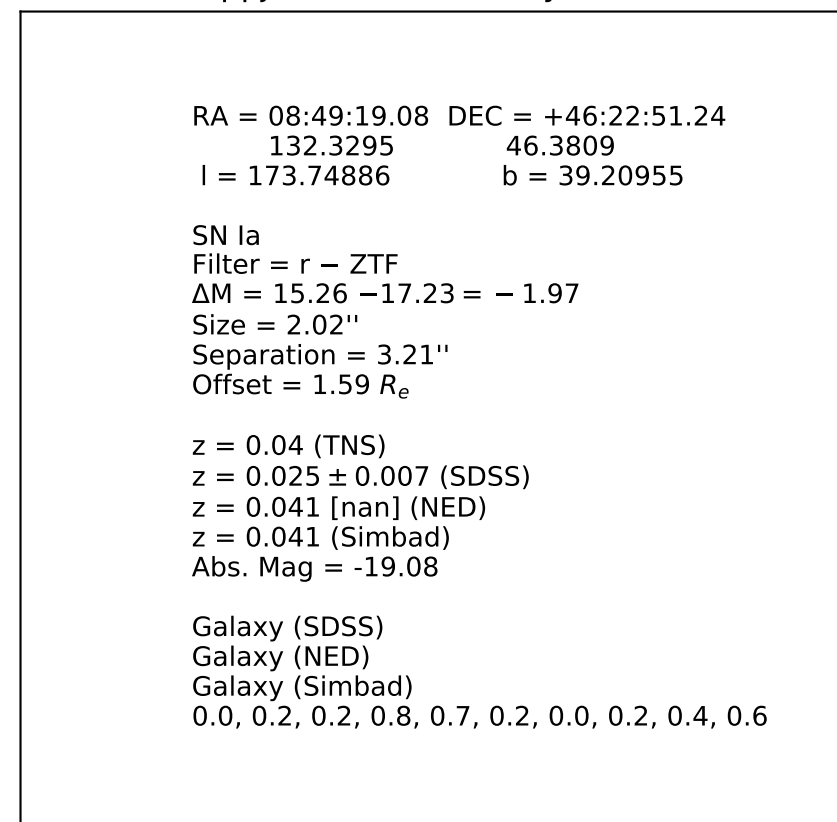 RA = 08:49:19.08 DEC = +46:22:51.24
132.3295 46.3809
l = 173.74886 b = 39.20955
SN Ia
Filter = r − ZTF
ΔM = 15.26 −17.23 = − 1.97
Size = 2.02''
Separation = 3.21''
Offset = 1.59 Re
z = 0.04 (TNS)
z = 0.025 ± 0.007 (SDSS)
z = 0.041 [nan] (NED)
z = 0.041 (Simbad)
Abs. Mag = -19.08
Galaxy (SDSS)
Galaxy (NED)
Galaxy (Simbad)
0.0, 0.2, 0.2, 0.8, 0.7, 0.2, 0.0, 0.2, 0.4, 0.6